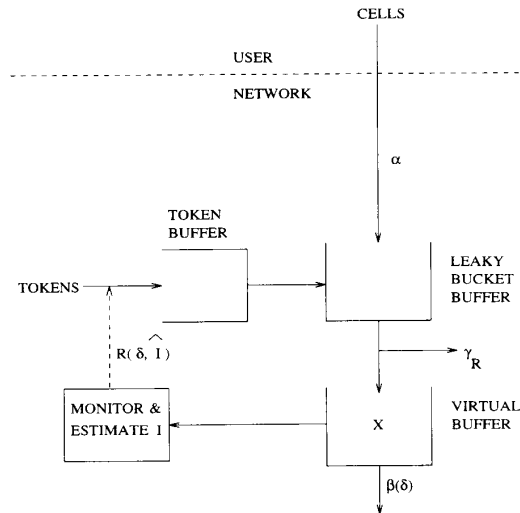 CELLS
USER
NETWORK
α
TOKEN
BUFFER
LEAKY
BUCKET
BUFFER
TOKENS
R( δ, Î )
γ_R
MONITOR &
ESTIMATE I
X
VIRTUAL
BUFFER
β(δ)